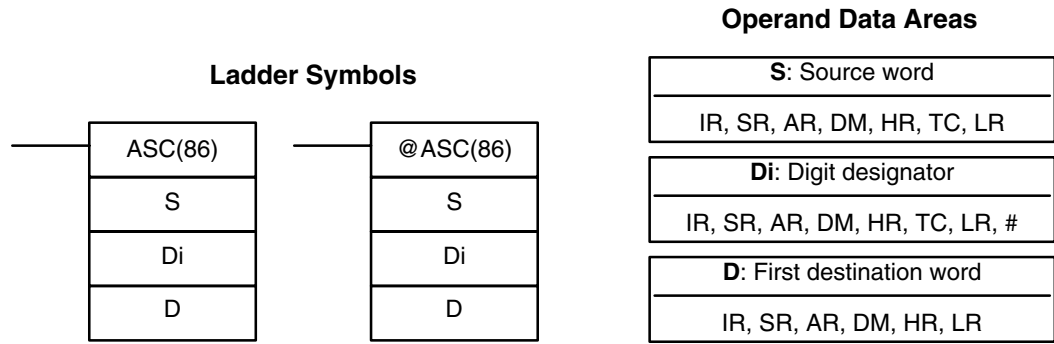 Ladder Symbols
ASC(86)
S
Di
D
@ASC(86)
S
Di
D
Operand Data Areas
S: Source word
IR, SR, AR, DM, HR, TC, LR
Di: Digit designator
IR, SR, AR, DM, HR, TC, LR, #
D: First destination word
IR, SR, AR, DM, HR, LR